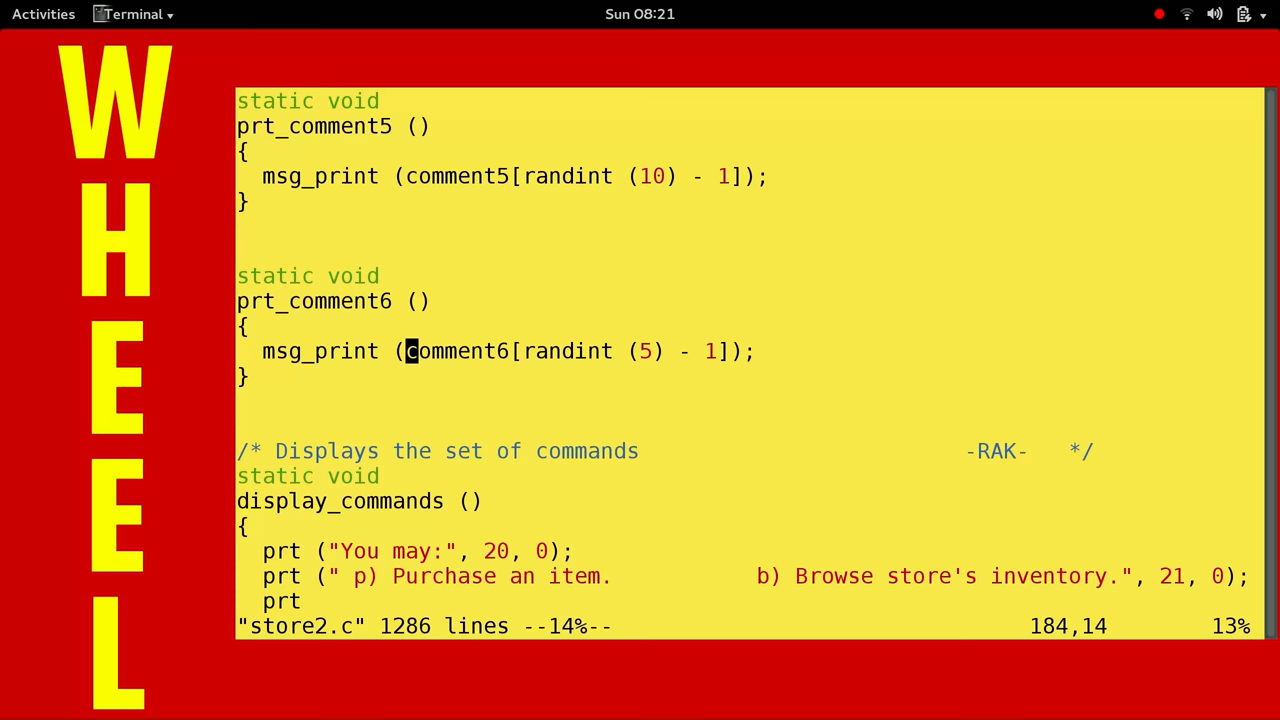 Activities Terminal Sun 08:21
WHEEL
static void
prt_comment5 ()
{
  msg_print (comment5[randint (10) - 1]);
}
static void
prt_comment6 ()
{
  msg_print (comment6[randint (5) - 1]);
}
/* Displays the set of commands                         -RAK-   */
static void
display_commands ()
{
  prt ("You may:", 20, 0);
  prt (" p) Purchase an item.           b) Browse store's inventory.", 21, 0);
  prt
"store2.c" 1286 lines --14%--                                184,14        13%